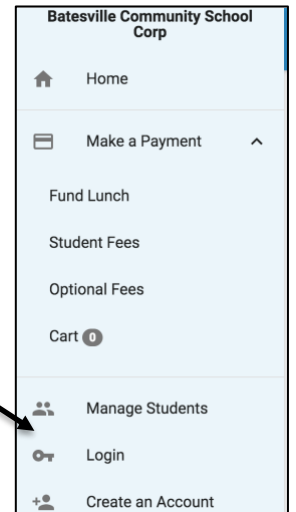 Batesville Community School
Corp
Home
Make a Payment
Fund Lunch
Student Fees
Optional Fees
Cart 0
Manage Students
Login
Create an Account